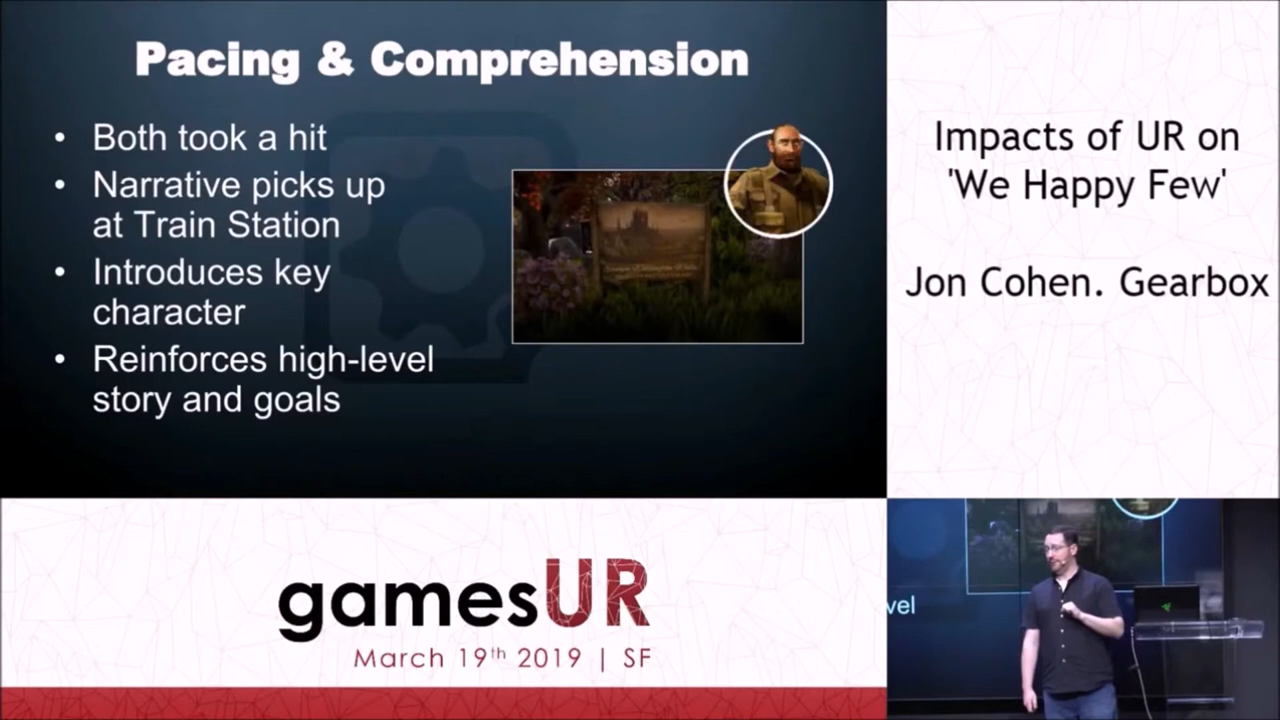 Pacing & Comprehension
• Both took a hit
• Narrative picks up
at Train Station
• Introduces key
character
• Reinforces high-level
story and goals
Impacts of UR on
'We Happy Few'
Jon Cohen. Gearbox
gamesUR
March 19th 2019 | SF
vel